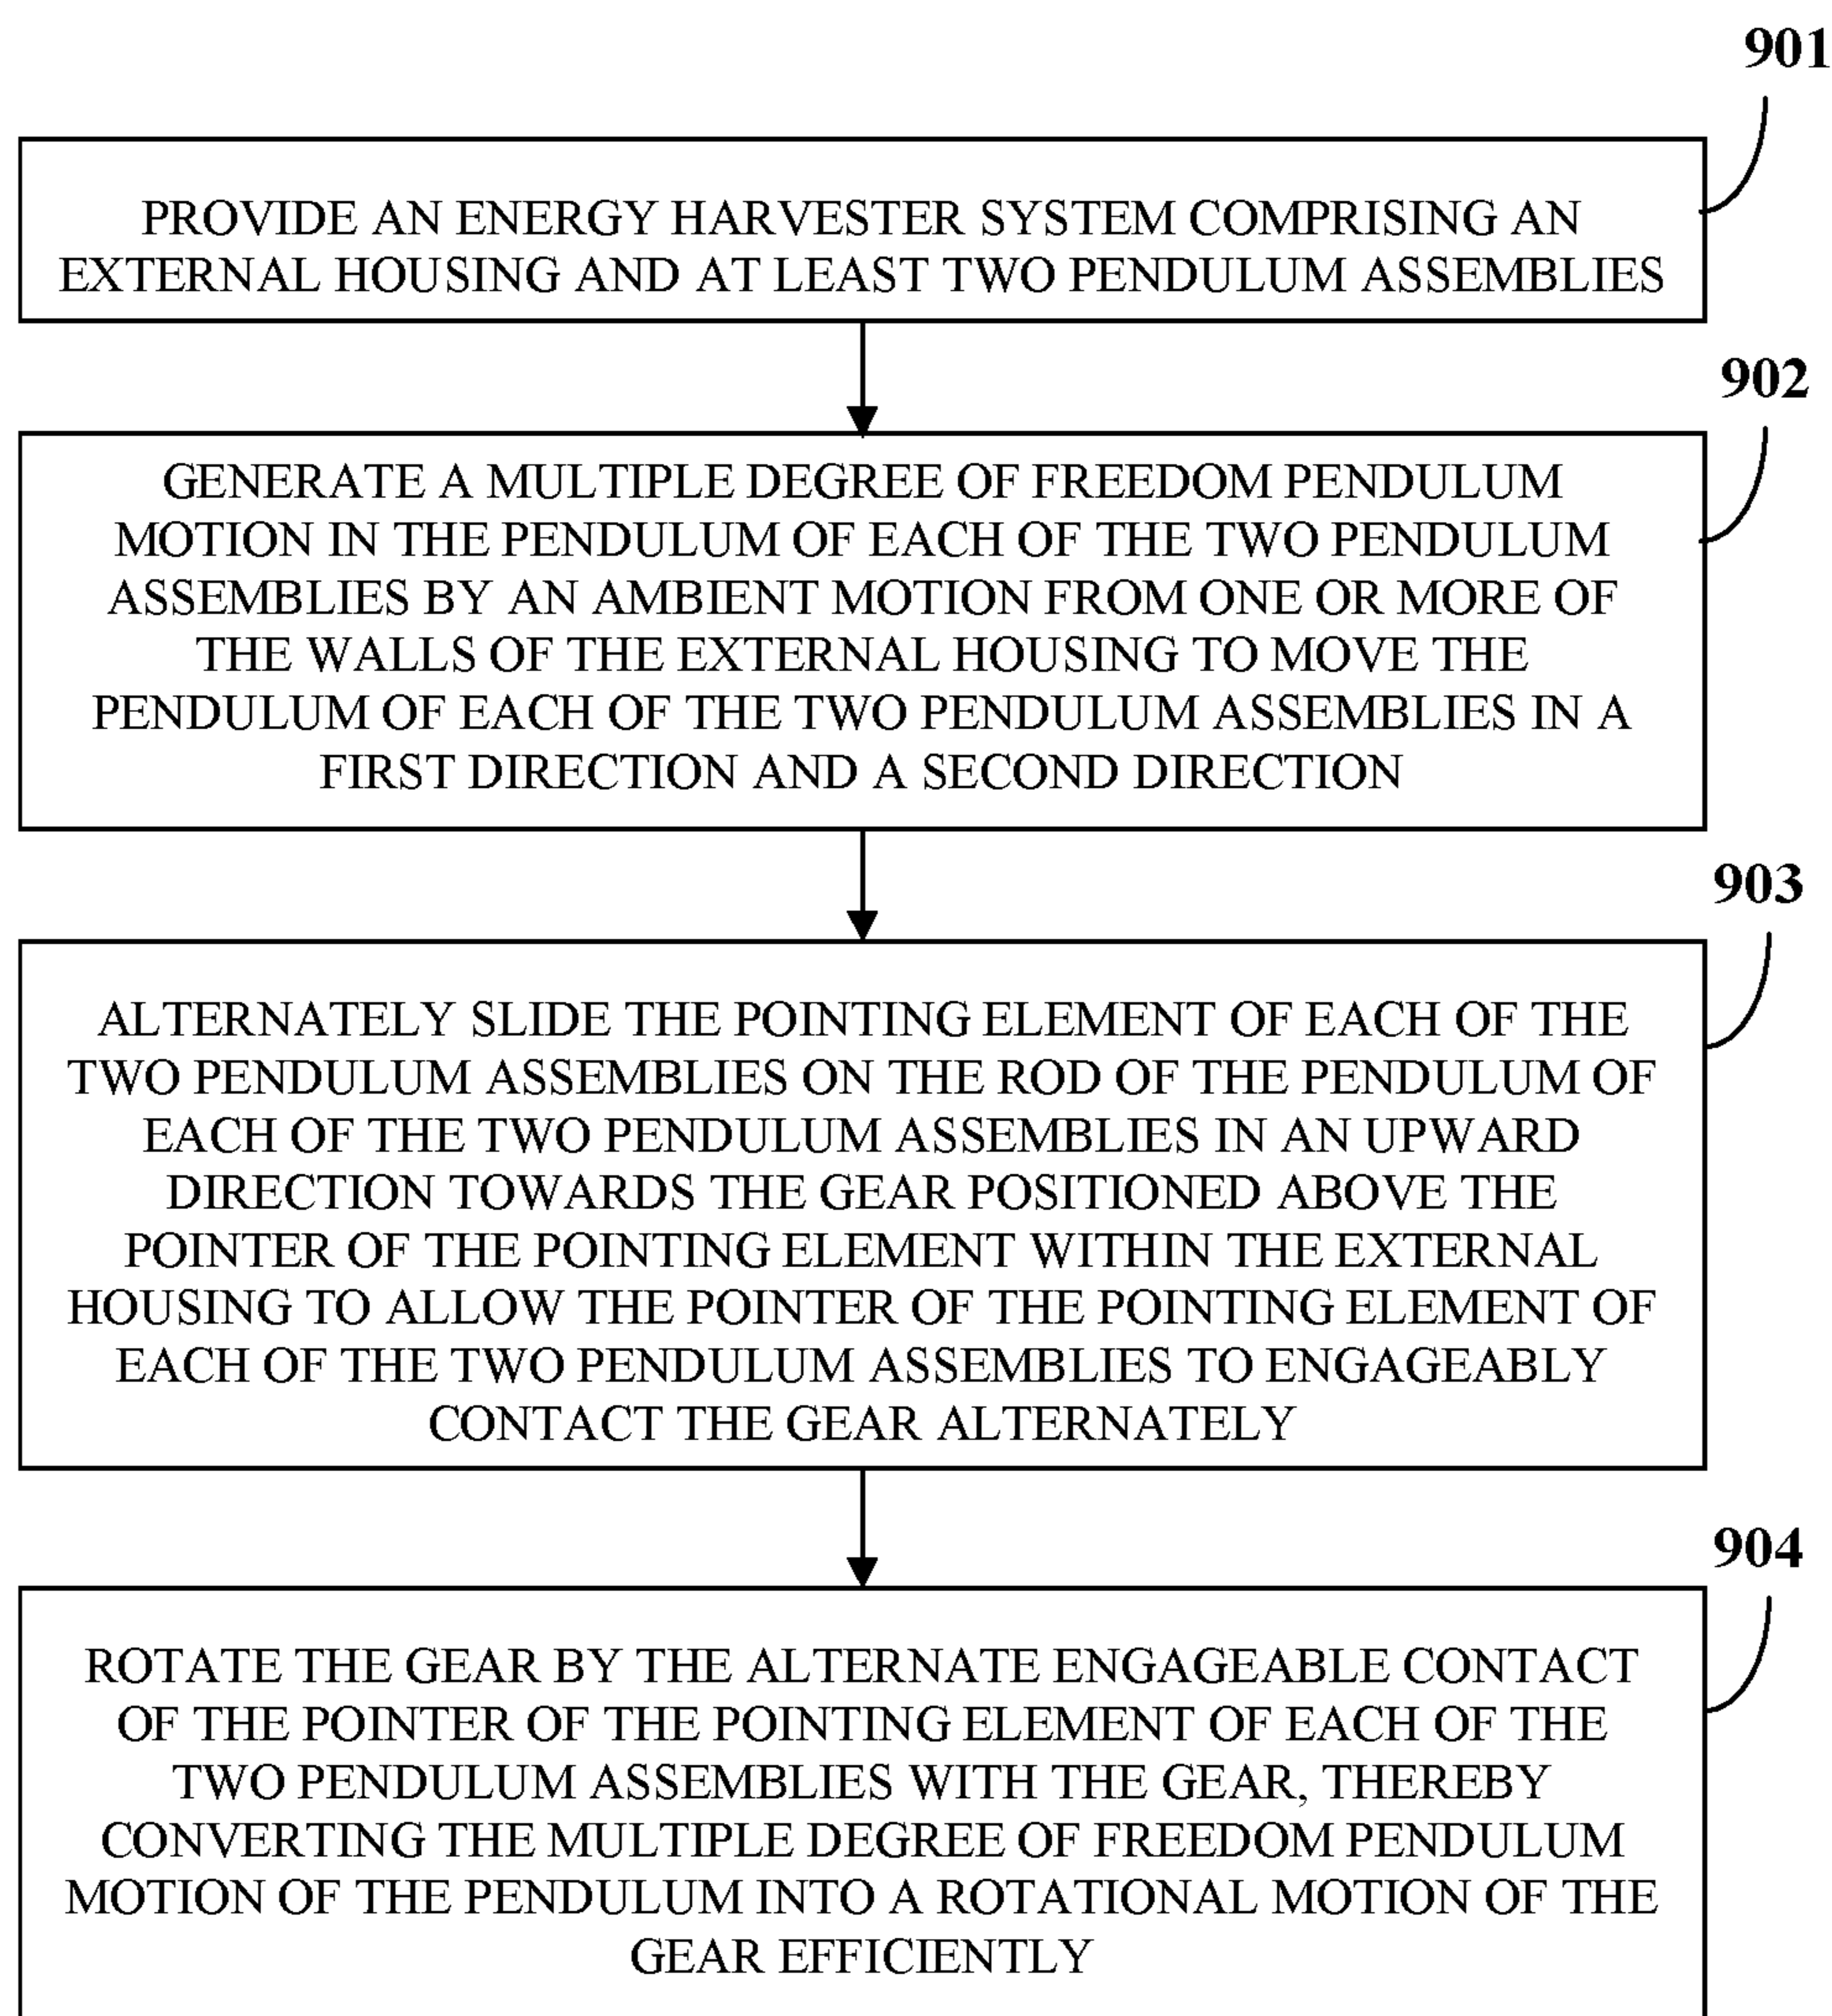 901
PROVIDE AN ENERGY HARVESTER SYSTEM COMPRISING AN
EXTERNAL HOUSING AND AT LEAST TWO PENDULUM ASSEMBLIES
902
GENERATE A MULTIPLE DEGREE OF FREEDOM PENDULUM
MOTION IN THE PENDULUM OF EACH OF THE TWO PENDULUM
ASSEMBLIES BY AN AMBIENT MOTION FROM ONE OR MORE OF
THE WALLS OF THE EXTERNAL HOUSING TO MOVE THE
PENDULUM OF EACH OF THE TWO PENDULUM ASSEMBLIES IN A
FIRST DIRECTION AND A SECOND DIRECTION
903
ALTERNATELY SLIDE THE POINTING ELEMENT OF EACH OF THE
TWO PENDULUM ASSEMBLIES ON THE ROD OF THE PENDULUM OF
EACH OF THE TWO PENDULUM ASSEMBLIES IN AN UPWARD
DIRECTION TOWARDS THE GEAR POSITIONED ABOVE THE
POINTER OF THE POINTING ELEMENT WITHIN THE EXTERNAL
HOUSING TO ALLOW THE POINTER OF THE POINTING ELEMENT OF
EACH OF THE TWO PENDULUM ASSEMBLIES TO ENGAGEABLY
CONTACT THE GEAR ALTERNATELY
904
ROTATE THE GEAR BY THE ALTERNATE ENGAGEABLE CONTACT
OF THE POINTER OF THE POINTING ELEMENT OF EACH OF THE
TWO PENDULUM ASSEMBLIES WITH THE GEAR, THEREBY
CONVERTING THE MULTIPLE DEGREE OF FREEDOM PENDULUM
MOTION OF THE PENDULUM INTO A ROTATIONAL MOTION OF THE
GEAR EFFICIENTLY